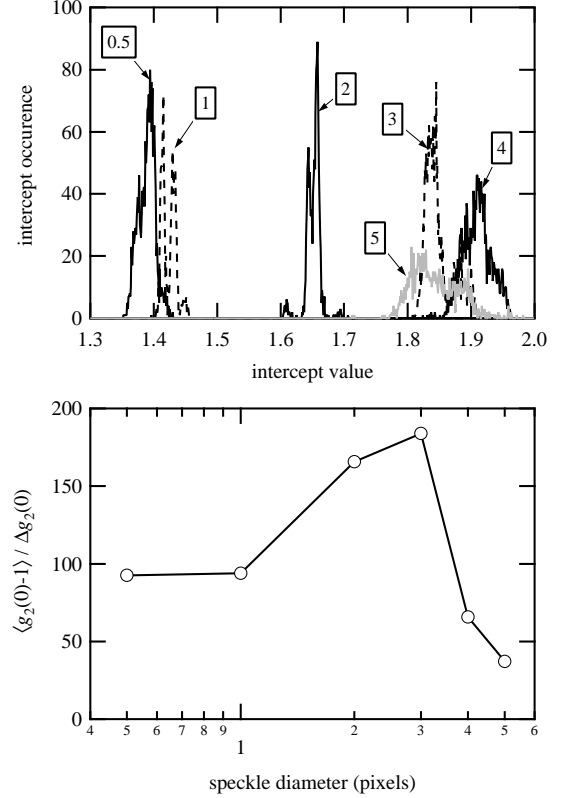 100
80
60
40
20
0
intercept occurence
0.5
1
2
3
4
5
1.3 1.4 1.5 1.6 1.7 1.8 1.9 2.0
intercept value
200
150
100
50
0
⟨g₂(0)-1⟩ / Δg₂(0)
4 5 6 7 8 9 1 2 3 4 5 6
speckle diameter (pixels)